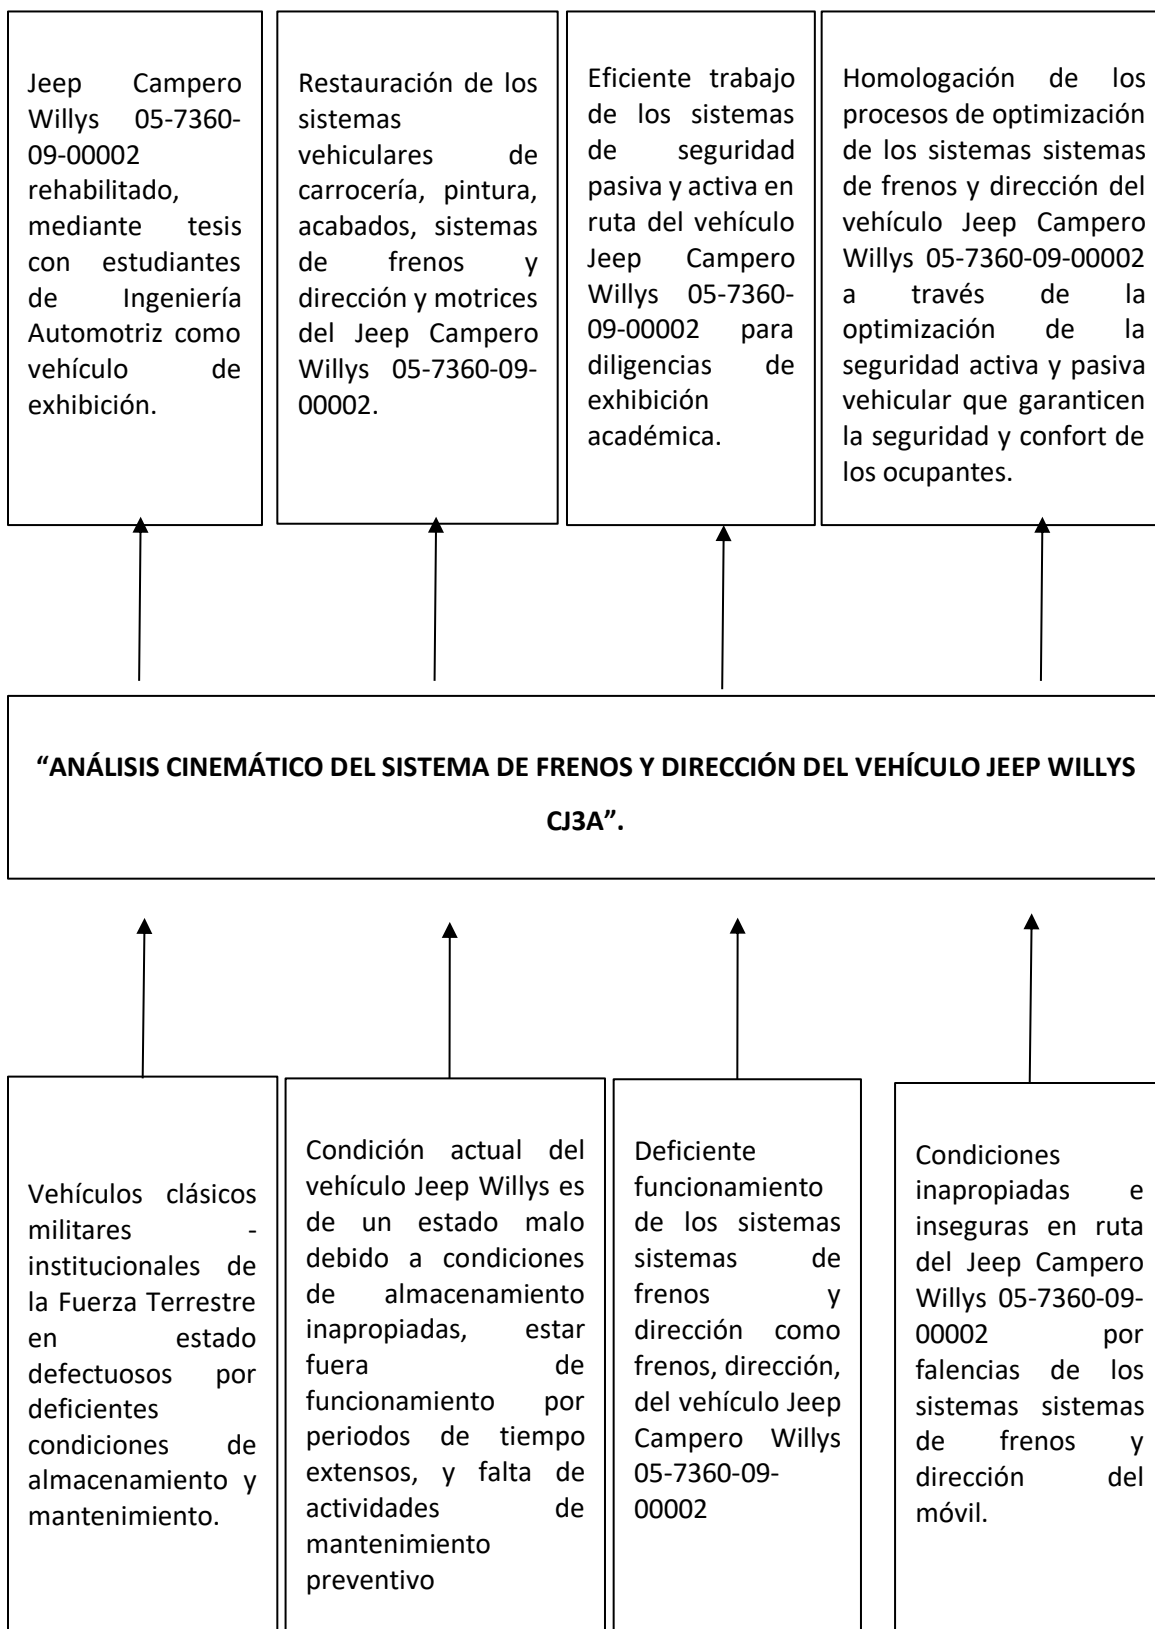 Jeep Campero
Willys 05-7360-
09-00002
rehabilitado,
mediante tesis
con estudiantes
de Ingeniería
Automotriz como
vehículo de
exhibición.
Restauración de los
sistemas
vehiculares de
carrocería, pintura,
acabados, sistemas
de frenos y
dirección y motrices
del Jeep Campero
Willys 05-7360-09-
00002.
Eficiente trabajo
de los sistemas
de seguridad
pasiva y activa en
ruta del vehículo
Jeep Campero
Willys 05-7360-
09-00002 para
diligencias de
exhibición
académica.
Homologación de los
procesos de optimización
de los sistemas sistemas
de frenos y dirección del
vehículo Jeep Campero
Willys 05-7360-09-00002
a través de la
optimización de la
seguridad activa y pasiva
vehicular que garanticen
la seguridad y confort de
los ocupantes.
“ANÁLISIS CINEMÁTICO DEL SISTEMA DE FRENOS Y DIRECCIÓN DEL VEHÍCULO JEEP WILLYS
CJ3A”.
Vehículos clásicos
militares -
institucionales de
la Fuerza Terrestre
en estado
defectuosos por
deficientes
condiciones de
almacenamiento y
mantenimiento.
Condición actual del
vehículo Jeep Willys es
de un estado malo
debido a condiciones
de almacenamiento
inapropiadas, estar
fuera de
funcionamiento por
periodos de tiempo
extensos, y falta de
actividades de
mantenimiento
preventivo
Deficiente
funcionamiento
de los sistemas
sistemas de
frenos y
dirección como
frenos, dirección,
del vehículo Jeep
Campero Willys
05-7360-09-
00002
Condiciones
inapropiadas e
inseguras en ruta
del Jeep Campero
Willys 05-7360-09-
00002 por
falencias de los
sistemas sistemas
de frenos y
dirección del
móvil.